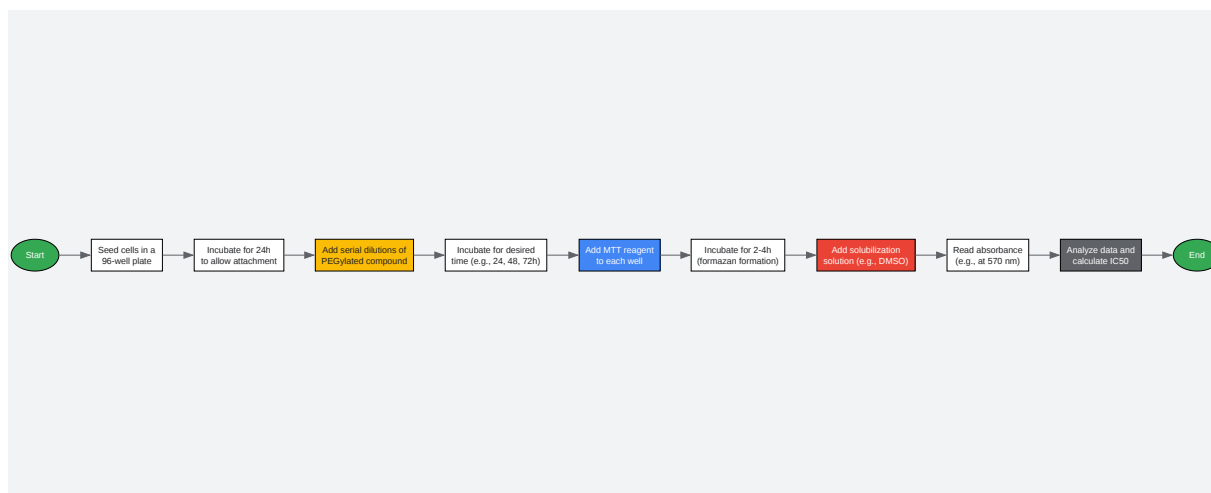 Start
Seed cells in a
96-well plate
Incubate for 24h
to allow attachment
Add serial dilutions of
PEGylated compound
Incubate for desired
time (e.g., 24, 48, 72h)
Add MTT reagent
to each well
Incubate for 2-4h
(formazan formation)
Add solubilization
solution (e.g., DMSO)
Read absorbance
(e.g., at 570 nm)
Analyze data and
calculate IC50
End